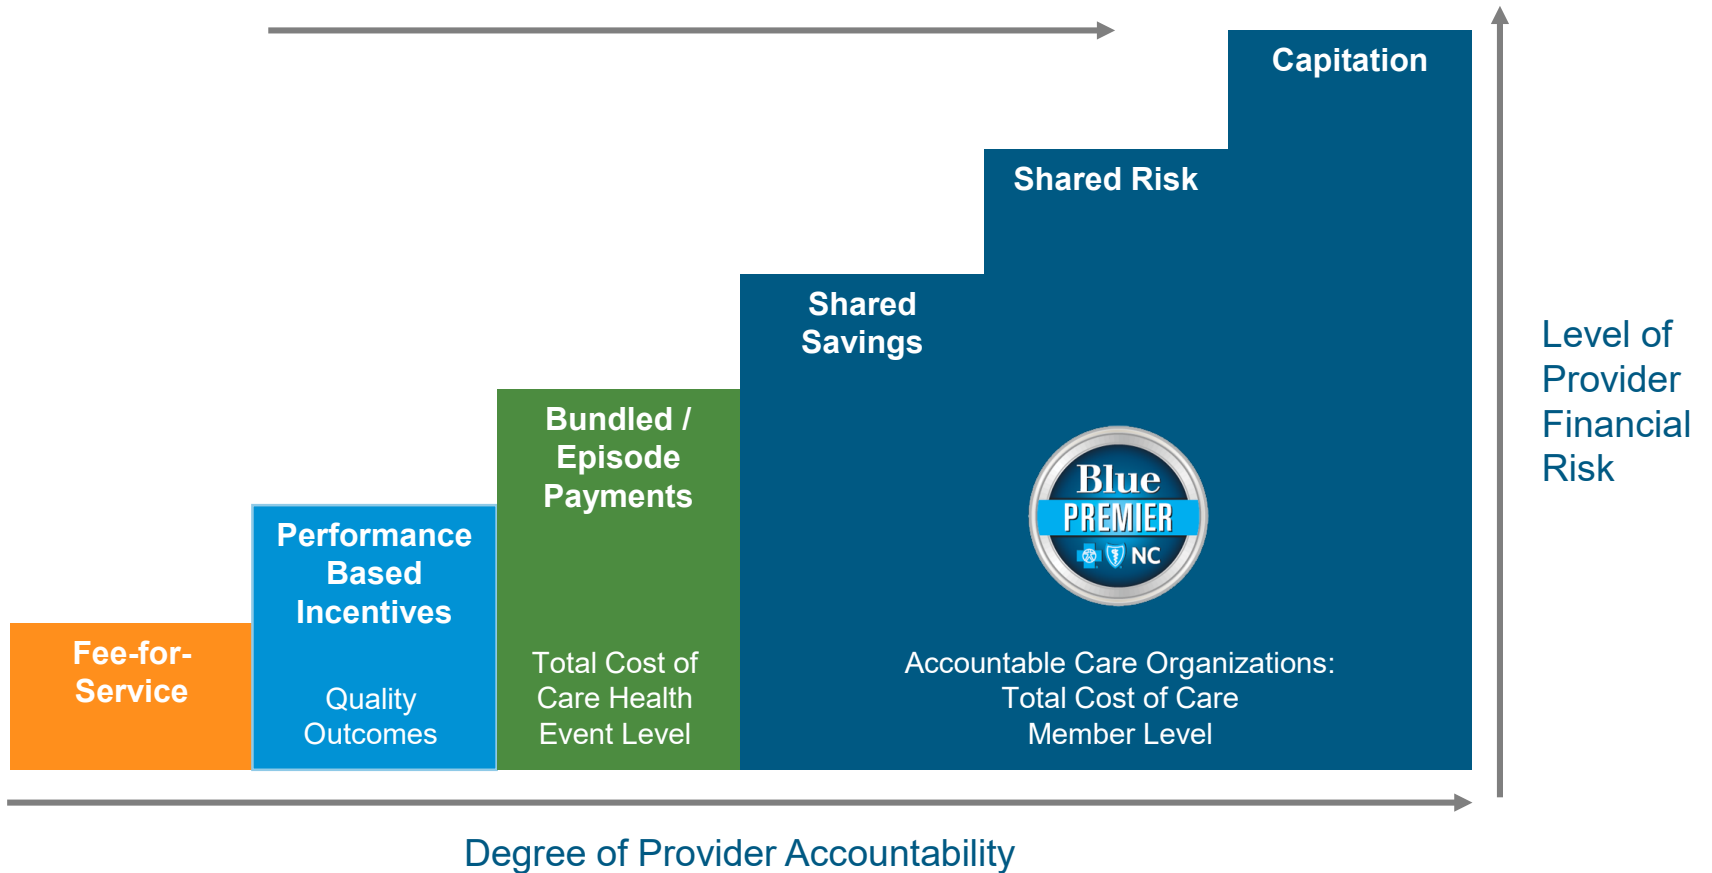 Capitation
Shared Risk
Shared
Savings
Bundled /
Episode
Payments
Performance
Based
Incentives
Fee-for-
Service
Quality
Outcomes
Total Cost of
Care Health
Event Level
Blue
PREMIER
NC
Accountable Care Organizations:
Total Cost of Care
Member Level
Level of
Provider
Financial
Risk
Degree of Provider Accountability